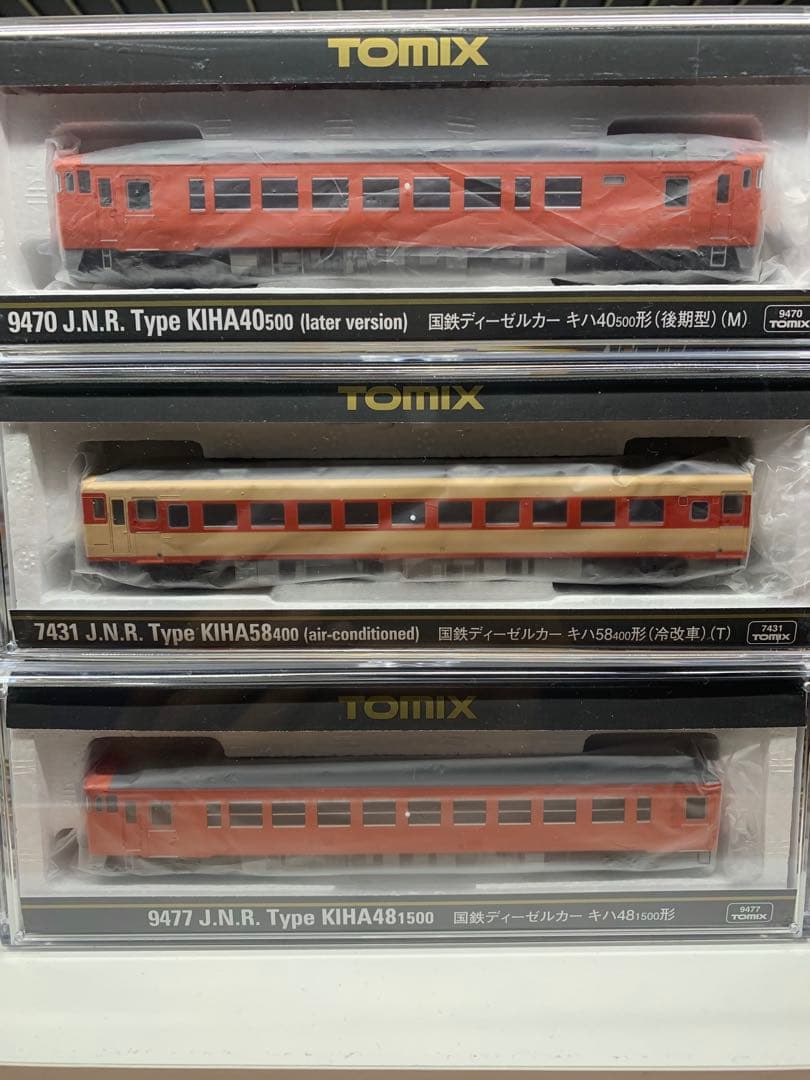 TOMIX
9470 J.N.R. Type KIHA40500 (later version) 国鉄ディーゼルカー キハ40500形(後期型)(M) 9470 TOMIX
TOMIX
7431 J.N.R. Type KIHA58400 (air-conditioned) 国鉄ディーゼルカー キハ58400形(冷改車)(T) 7431 TOMIX
TOMIX
9477 J.N.R. Type KIHA481500 国鉄ディーゼルカー キハ481500形 9477 TOMIX